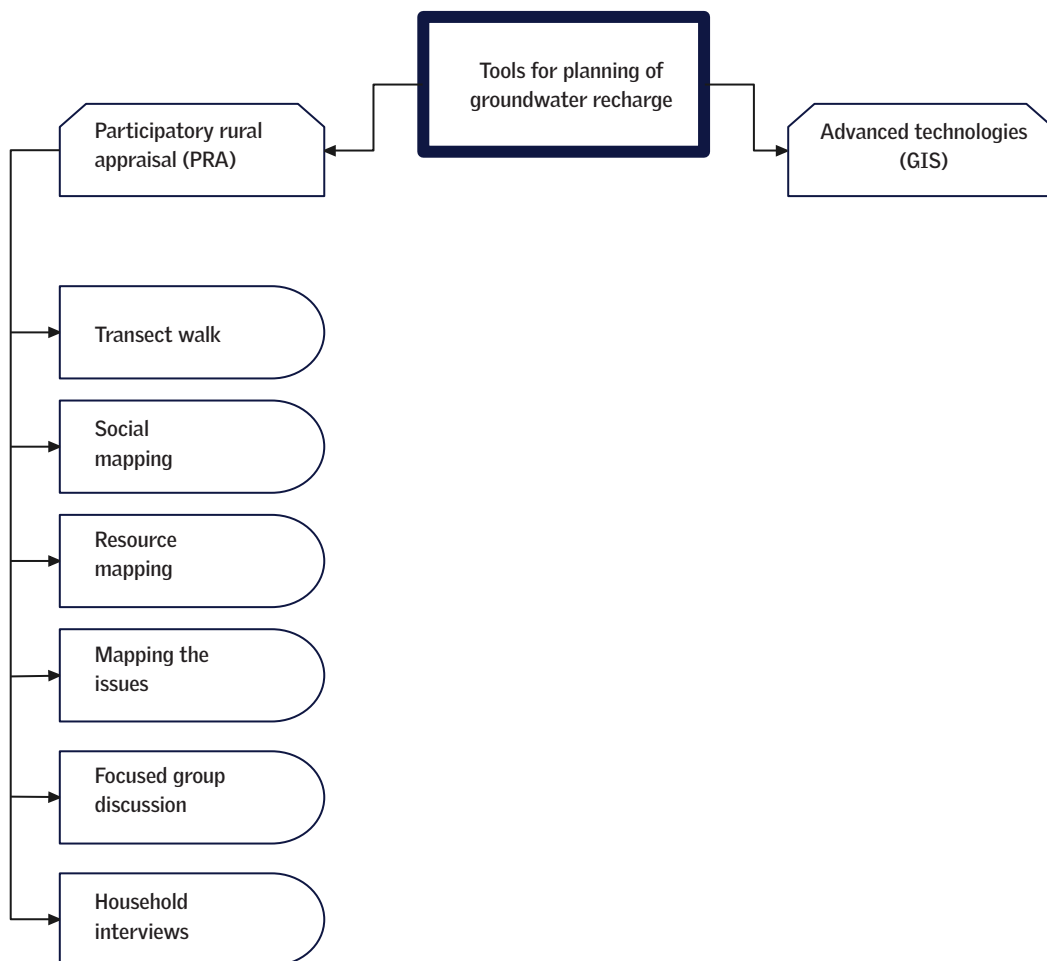 Tools for planning of
groundwater recharge
Participatory rural
appraisal (PRA)
Advanced technologies
(GIS)
Transect walk
Social
mapping
Resource
mapping
Mapping the
issues
Focused group
discussion
Household
interviews